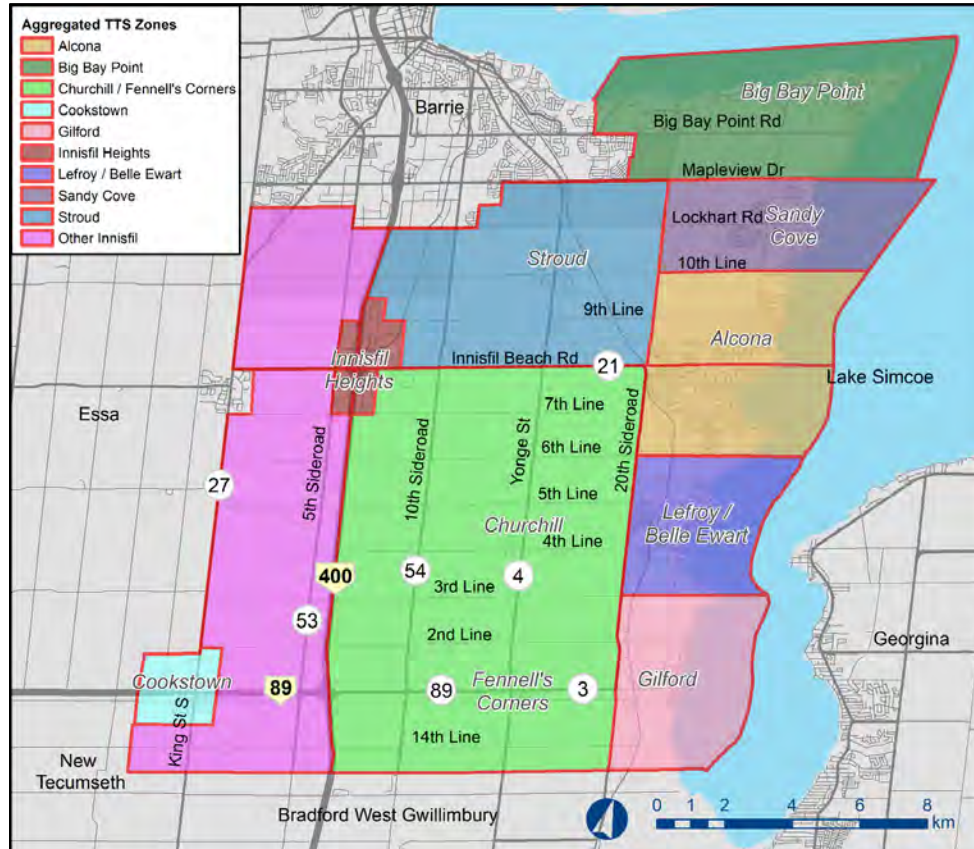 Aggregated TTS Zones
Alcona
Big Bay Point
Churchill / Fennell's Corners
Cookstown
Gilford
Innisfil Heights
Lefroy / Belle Ewart
Sandy Cove
Stroud
Other Innisfil
Barrie
Big Bay Point
Big Bay Point Rd
Mapleview Dr
Lockhart Rd
Sandy
Cove
10th Line
Stroud
9th Line
Alcona
Innisfil
Heights
Innisfil Beach Rd
21
Lake Simcoe
Essa
7th Line
6th Line
5th Line
4th Line
27
5th Sideroad
10th Sideroad
Yonge St
20th Sideroad
Churchill
Lefroy /
Belle Ewart
400
54
4
3rd Line
53
2nd Line
Georgina
Cookstown
89
89
Fennell's
Corners
3
Gilford
King St S
14th Line
New
Tecumseth
Bradford West Gwillimbury
0 1 2 4 6 8
km